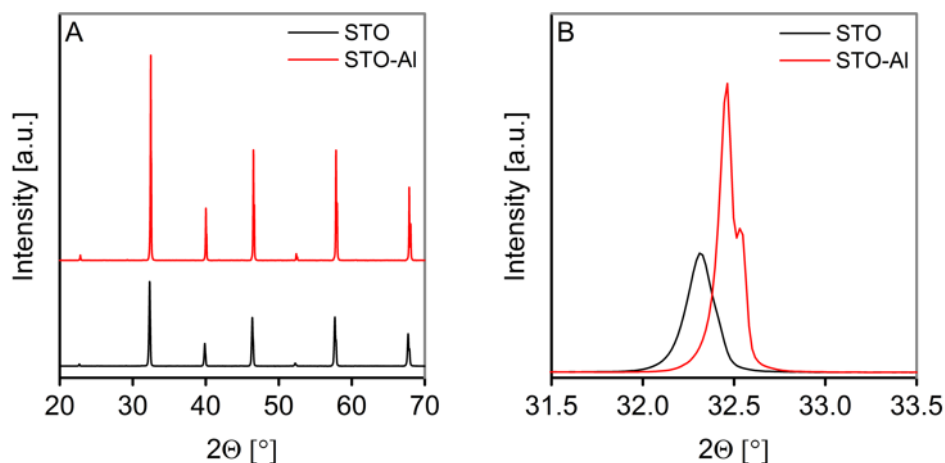 A
STO
STO-Al
Intensity [a.u.]
20 30 40 50 60 70
2Θ [°]
B
STO
STO-Al
Intensity [a.u.]
31.5 32.0 32.5 33.0 33.5
2Θ [°]